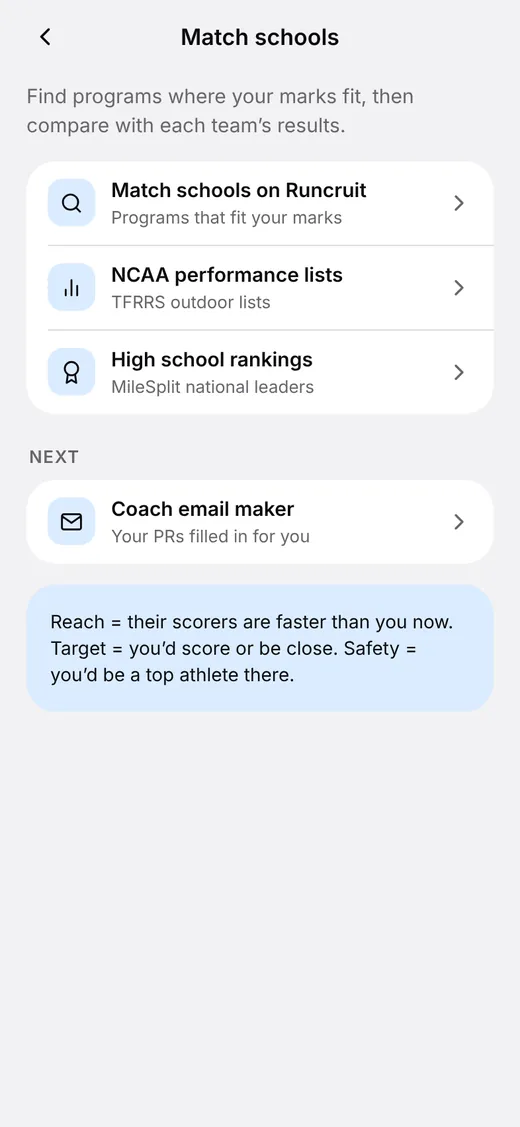 Match schools
Find programs where your marks fit, then
compare with each team’s results.
Match schools on Runcruit
Programs that fit your marks
NCAA performance lists
TFRRS outdoor lists
High school rankings
MileSplit national leaders
NEXT
Coach email maker
Your PRs filled in for you
Reach = their scorers are faster than you now.
Target = you’d score or be close. Safety =
you’d be a top athlete there.